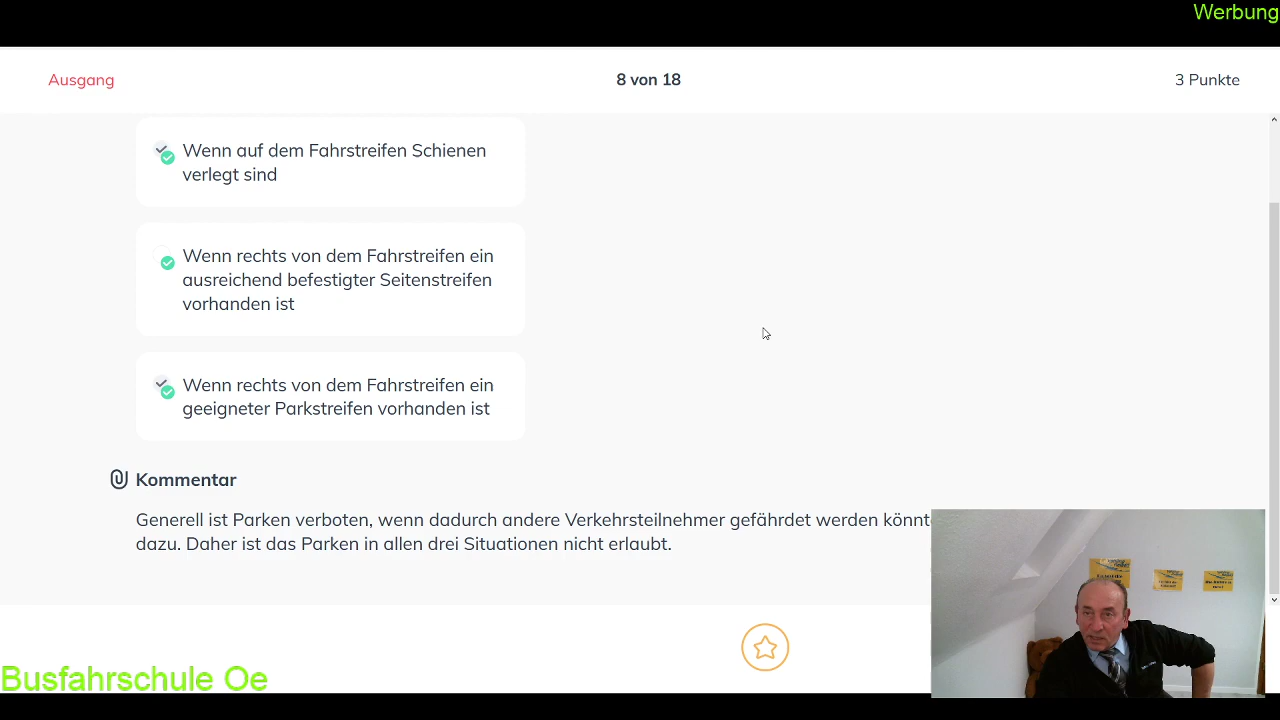 Werbung
Ausgang
8 von 18
3 Punkte
Wenn auf dem Fahrstreifen Schienen
verlegt sind
Wenn rechts von dem Fahrstreifen ein
ausreichend befestigter Seitenstreifen
vorhanden ist
Wenn rechts von dem Fahrstreifen ein
geeigneter Parkstreifen vorhanden ist
Kommentar
Generell ist Parken verboten, wenn dadurch andere Verkehrsteilnehmer gefährdet werden
dazu. Daher ist das Parken in allen drei Situationen nicht erlaubt.
Busfahrschule Oe